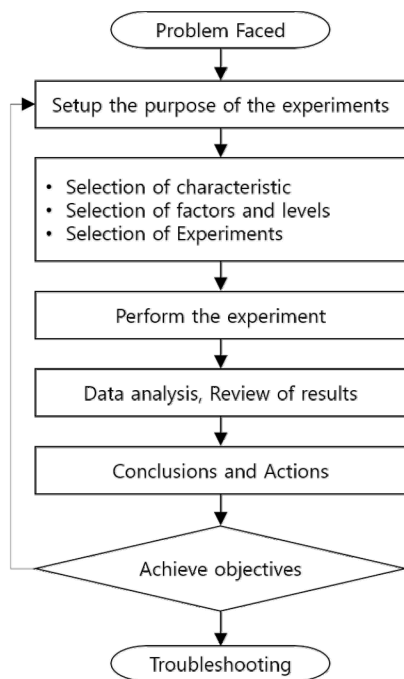 Problem Faced
Setup the purpose of the experiments
• Selection of characteristic
• Selection of factors and levels
• Selection of Experiments
Perform the experiment
Data analysis, Review of results
Conclusions and Actions
Achieve objectives
Troubleshooting